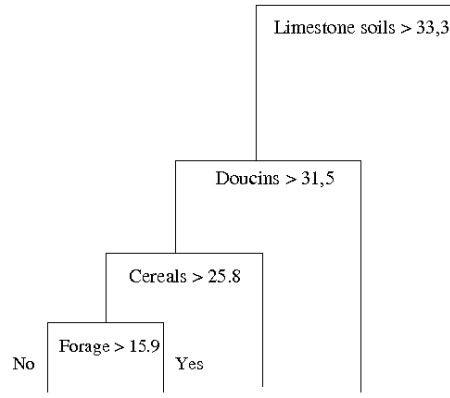 Limestone soils > 33,3
Doucins > 31,5
Cereals > 25.8
Forage > 15.9
No
Yes